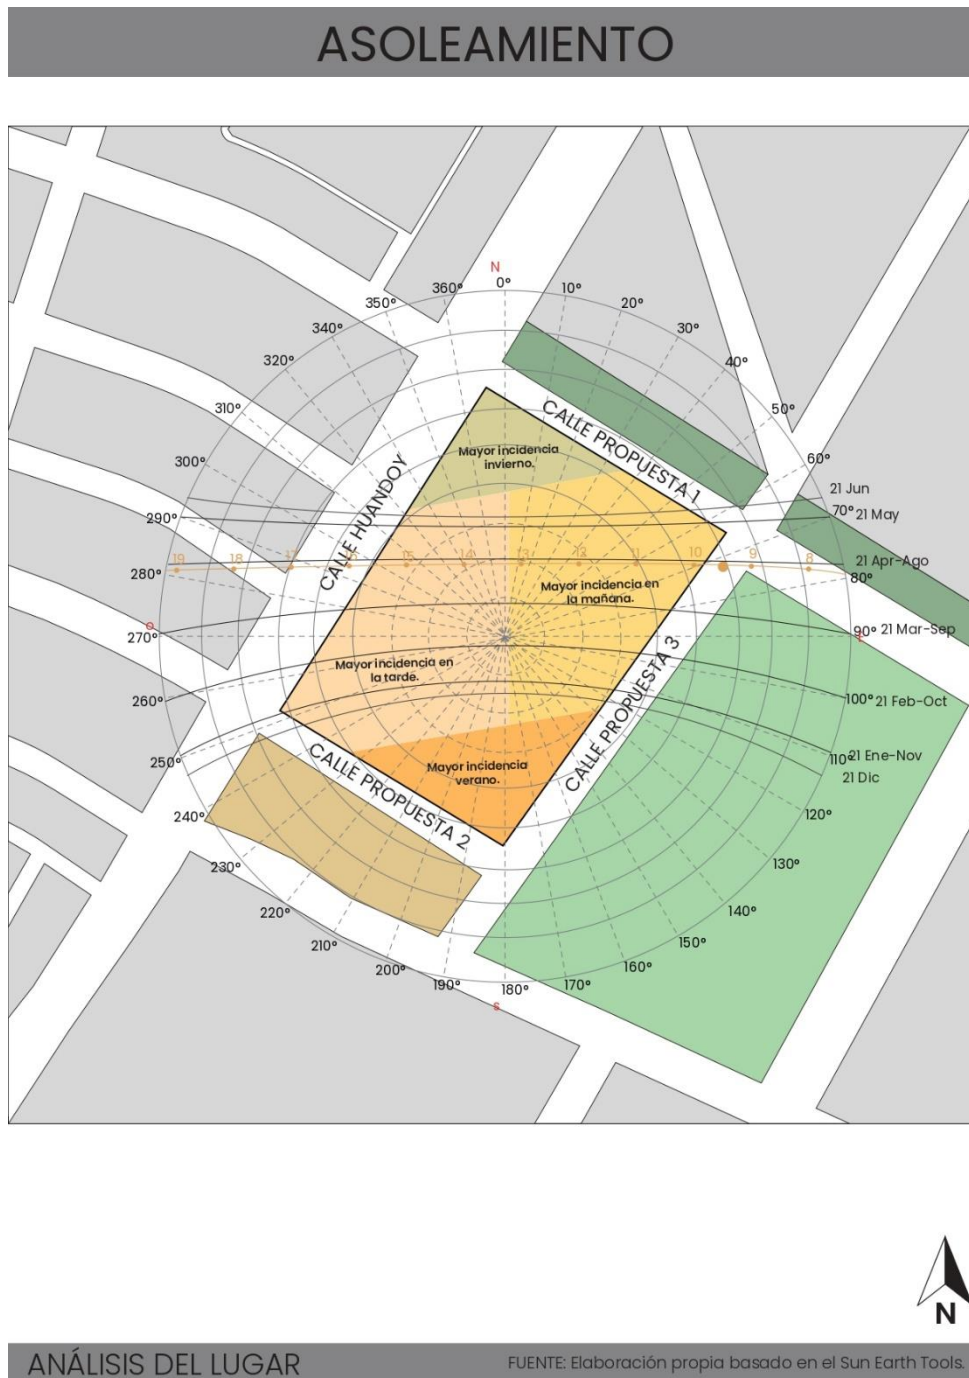 ASOLEAMIENTO
N
0°
10°
20°
30°
40°
50°
60°
21 Jun
70° 21 May
21 Apr-Ago
80°
90° 21 Mar-Sep
E
100° 21 Feb-Oct
110° 21 Ene-Nov
21 Dic
120°
130°
140°
150°
160°
170°
180°
S
190°
200°
210°
220°
230°
240°
250°
260°
270°
O
280°
290°
300°
310°
320°
340°
350°
360°
19 18 17 16 15 14 13 12 11 10 9 8
CALLE PROPUESTA 1
CALLE HUANDOY
CALLE PROPUESTA 3
CALLE PROPUESTA 2
Mayor incidencia
invierno.
Mayor incidencia en
la mañana.
Mayor incidencia en
la tarde.
Mayor incidencia
verano.
N
ANÁLISIS DEL LUGAR
FUENTE: Elaboración propia basado en el Sun Earth Tools.